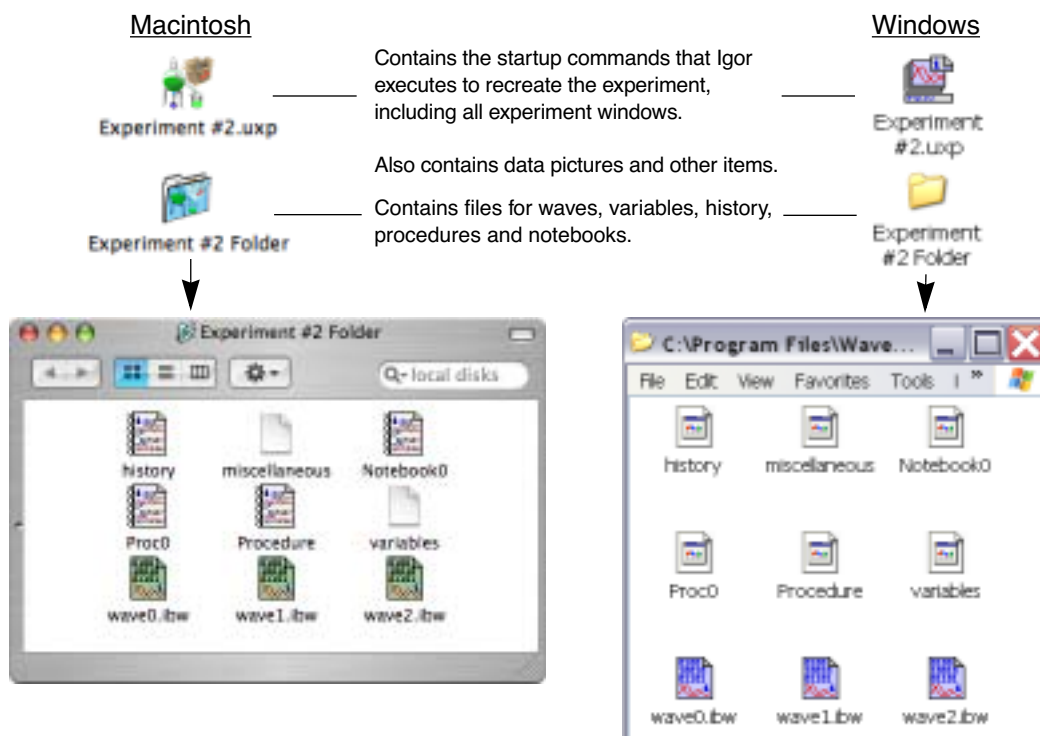 Macintosh
Windows
Contains the startup commands that Igor
executes to recreate the experiment,
including all experiment windows.
Experiment #2.uxp
Experiment
#2.uxp
Also contains data pictures and other items.
Contains files for waves, variables, history,
procedures and notebooks.
Experiment #2 Folder
Experiment
#2 Folder
Experiment #2 Folder
local disks
history
miscellaneous
Notebook0
Proc0
Procedure
variables
wave0.ibw
wave1.ibw
wave2.ibw
C:\Program Files\Wave...
File Edit View Favorites Tools »
history
miscellaneous
Notebook0
Proc0
Procedure
variables
wave0.ibw
wave1.ibw
wave2.ibw